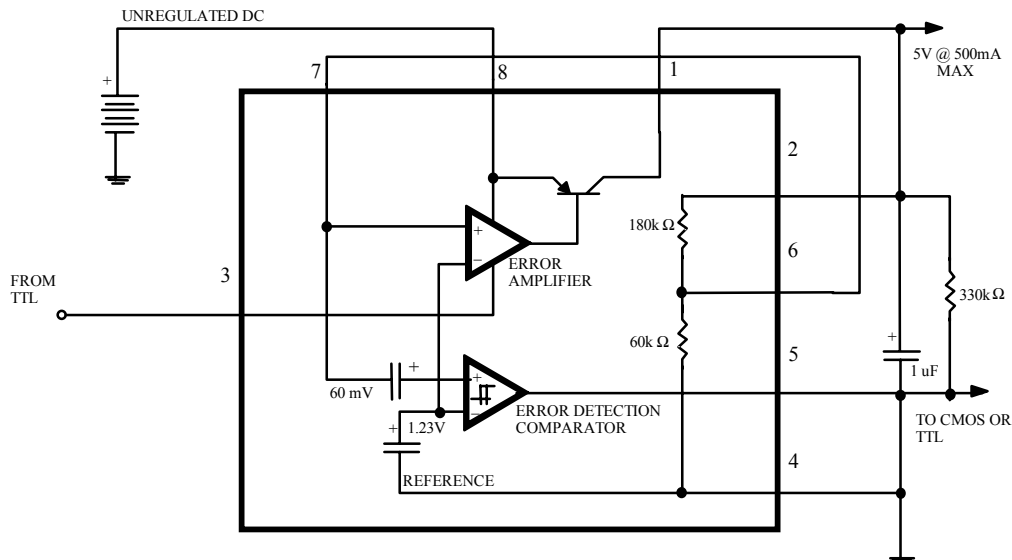 UNREGULATED DC
+
7
8
1
5V @ 500mA
MAX
2
180k Ω
6
+
−
ERROR
AMPLIFIER
3
FROM
TTL
330k Ω
60k Ω
5
+
1 uF
60 mV
+
+
−
ERROR DETECTION
COMPARATOR
+
1.23V
TO CMOS OR
TTL
4
REFERENCE